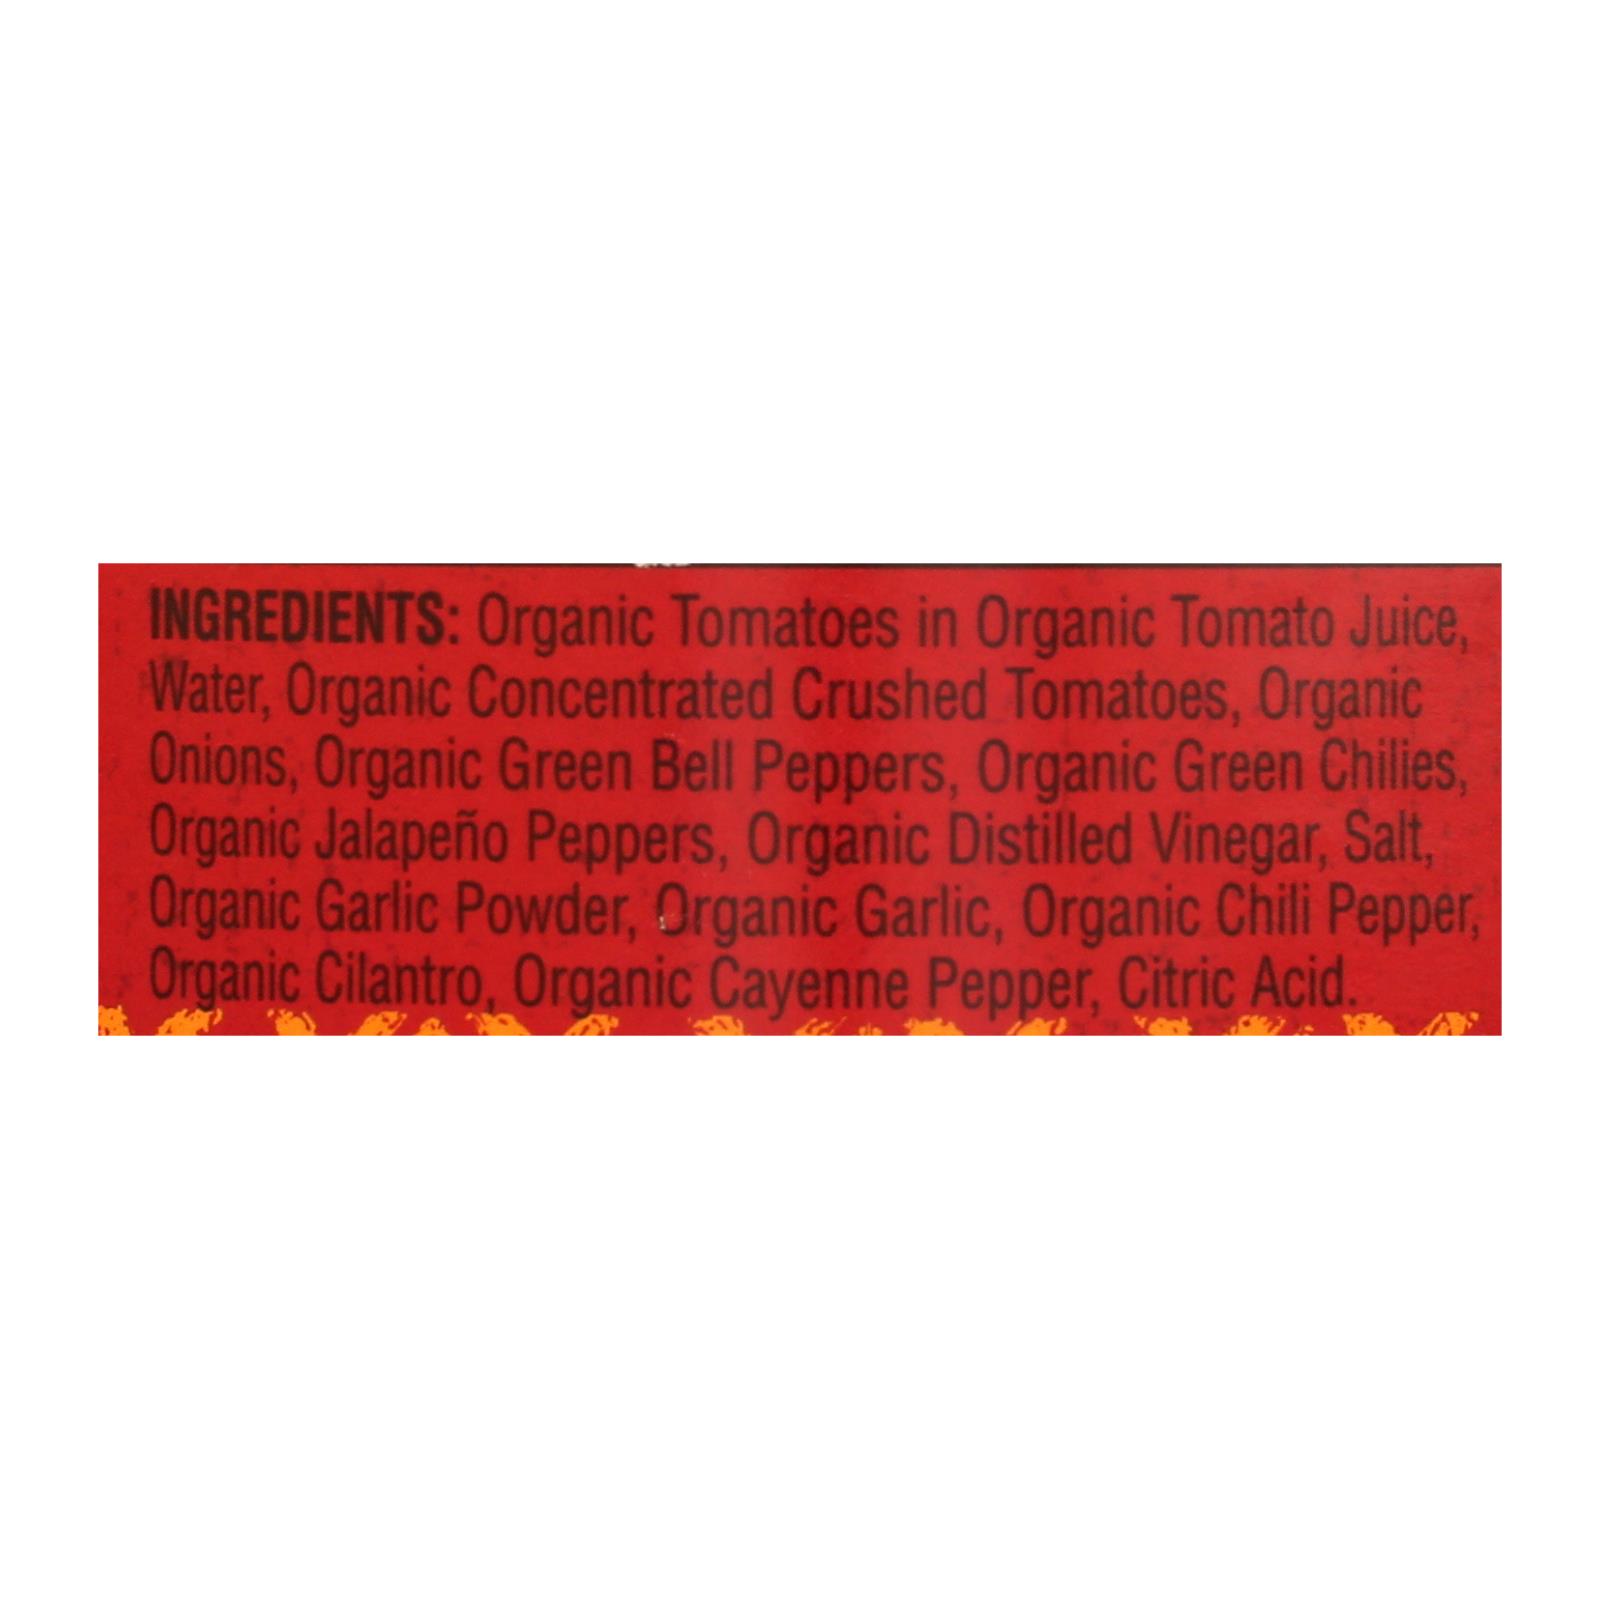 INGREDIENTS: Organic Tomatoes in Organic Tomato Juice,
Water, Organic Concentrated Crushed Tomatoes, Organic
Onions, Organic Green Bell Peppers, Organic Green Chilies,
Organic Jalapeño Peppers, Organic Distilled Vinegar, Salt,
Organic Garlic Powder, Organic Garlic, Organic Chili Pepper,
Organic Cilantro, Organic Cayenne Pepper, Citric Acid.